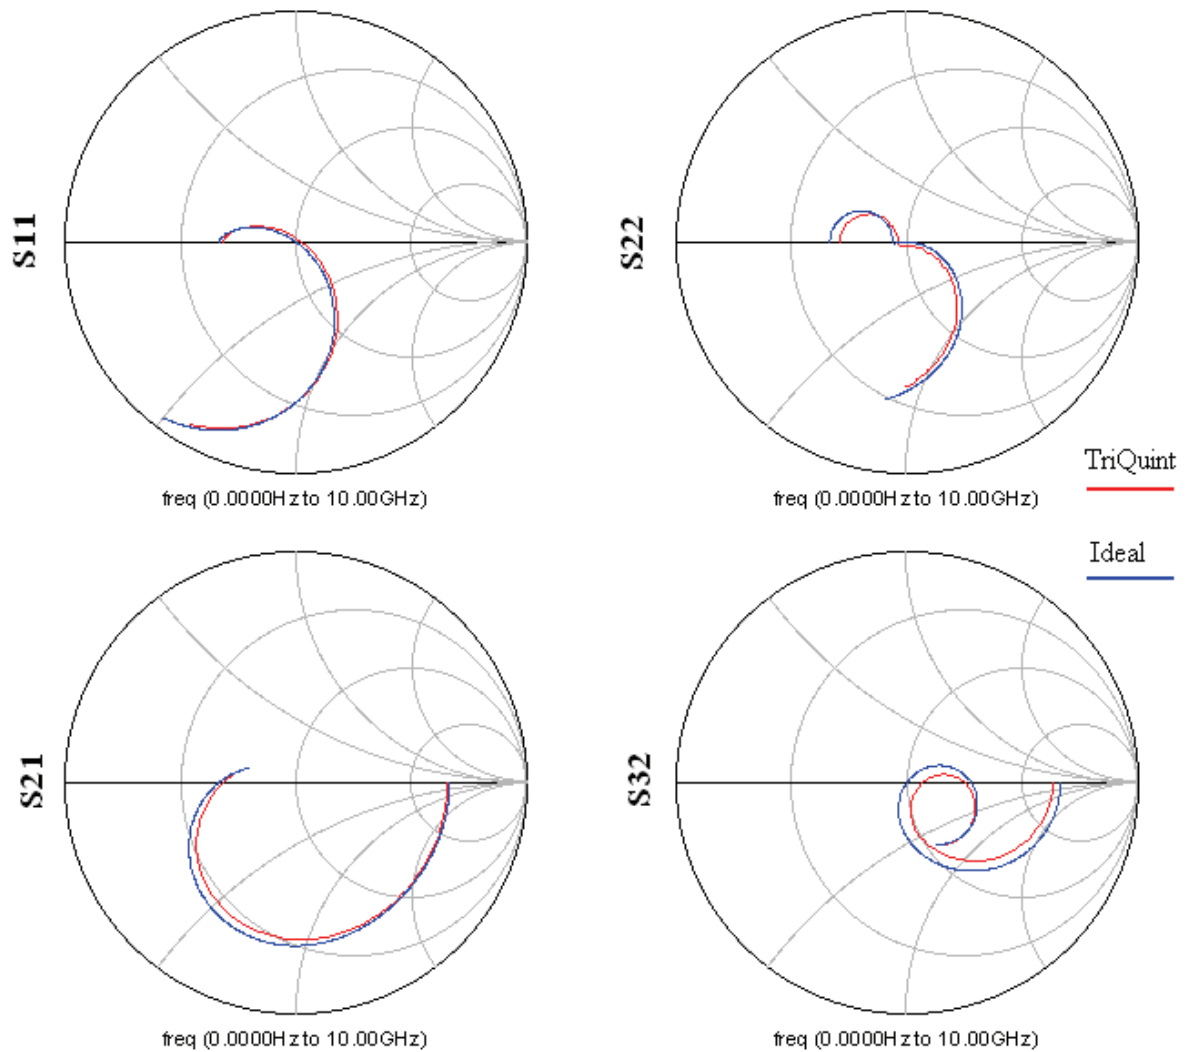 S11
freq (0.0000Hz to 10.00GHz)
S22
freq (0.0000Hz to 10.00GHz)
TriQuint
Ideal
S21
freq (0.0000Hz to 10.00GHz)
S32
freq (0.0000Hz to 10.00GHz)